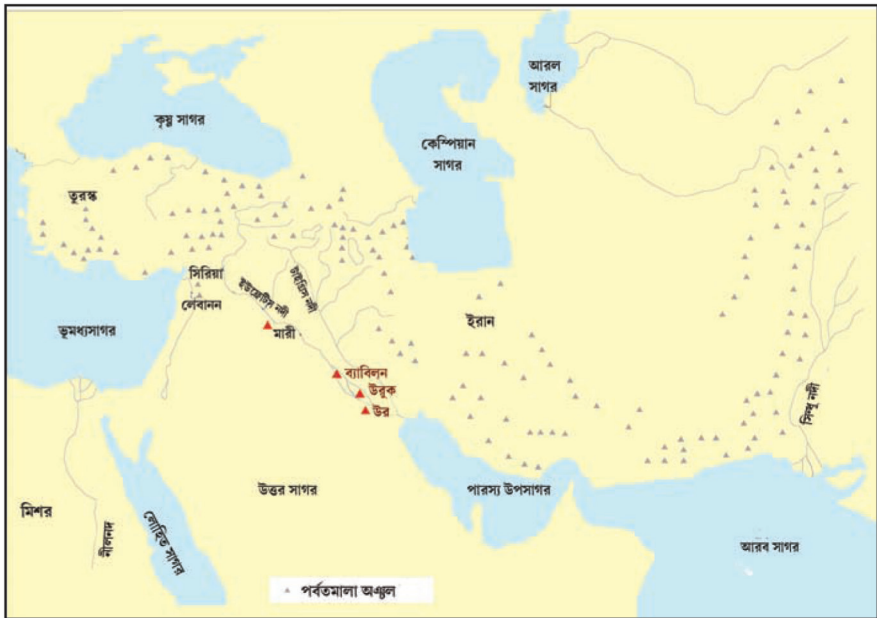 আরল
সাগর
কৃষ্ণ সাগর
কেস্পিয়ান
সাগর
তুরস্ক
সিরিয়া
লেবানন
ইউফ্রেটিস নদী
টাইগ্রিস নদী
ভূমধ্যসাগর
মারী
ইরান
ব্যাবিলন
উরুক
উর
সিন্ধু নদী
উত্তর সাগর
পারস্য উপসাগর
মিশর
নীলনদ
লোহিত সাগর
আরব সাগর
পর্বতমালা অঞ্চল